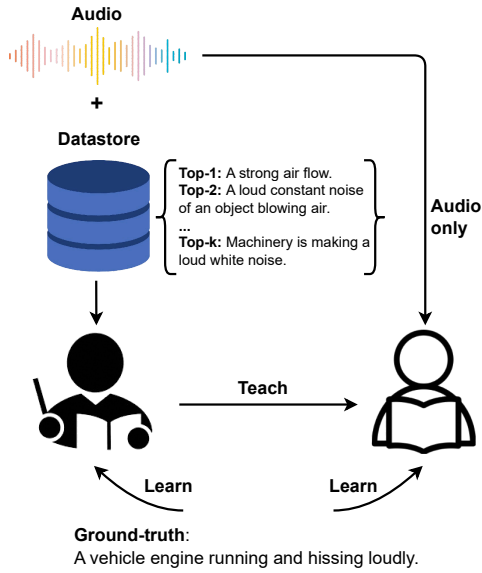 Audio
+
Datastore
Top-1: A strong air flow.
Top-2: A loud constant noise
of an object blowing air.
...
Top-k: Machinery is making a
loud white noise.
Audio
only
Teach
Learn
Learn
Ground-truth:
A vehicle engine running and hissing loudly.